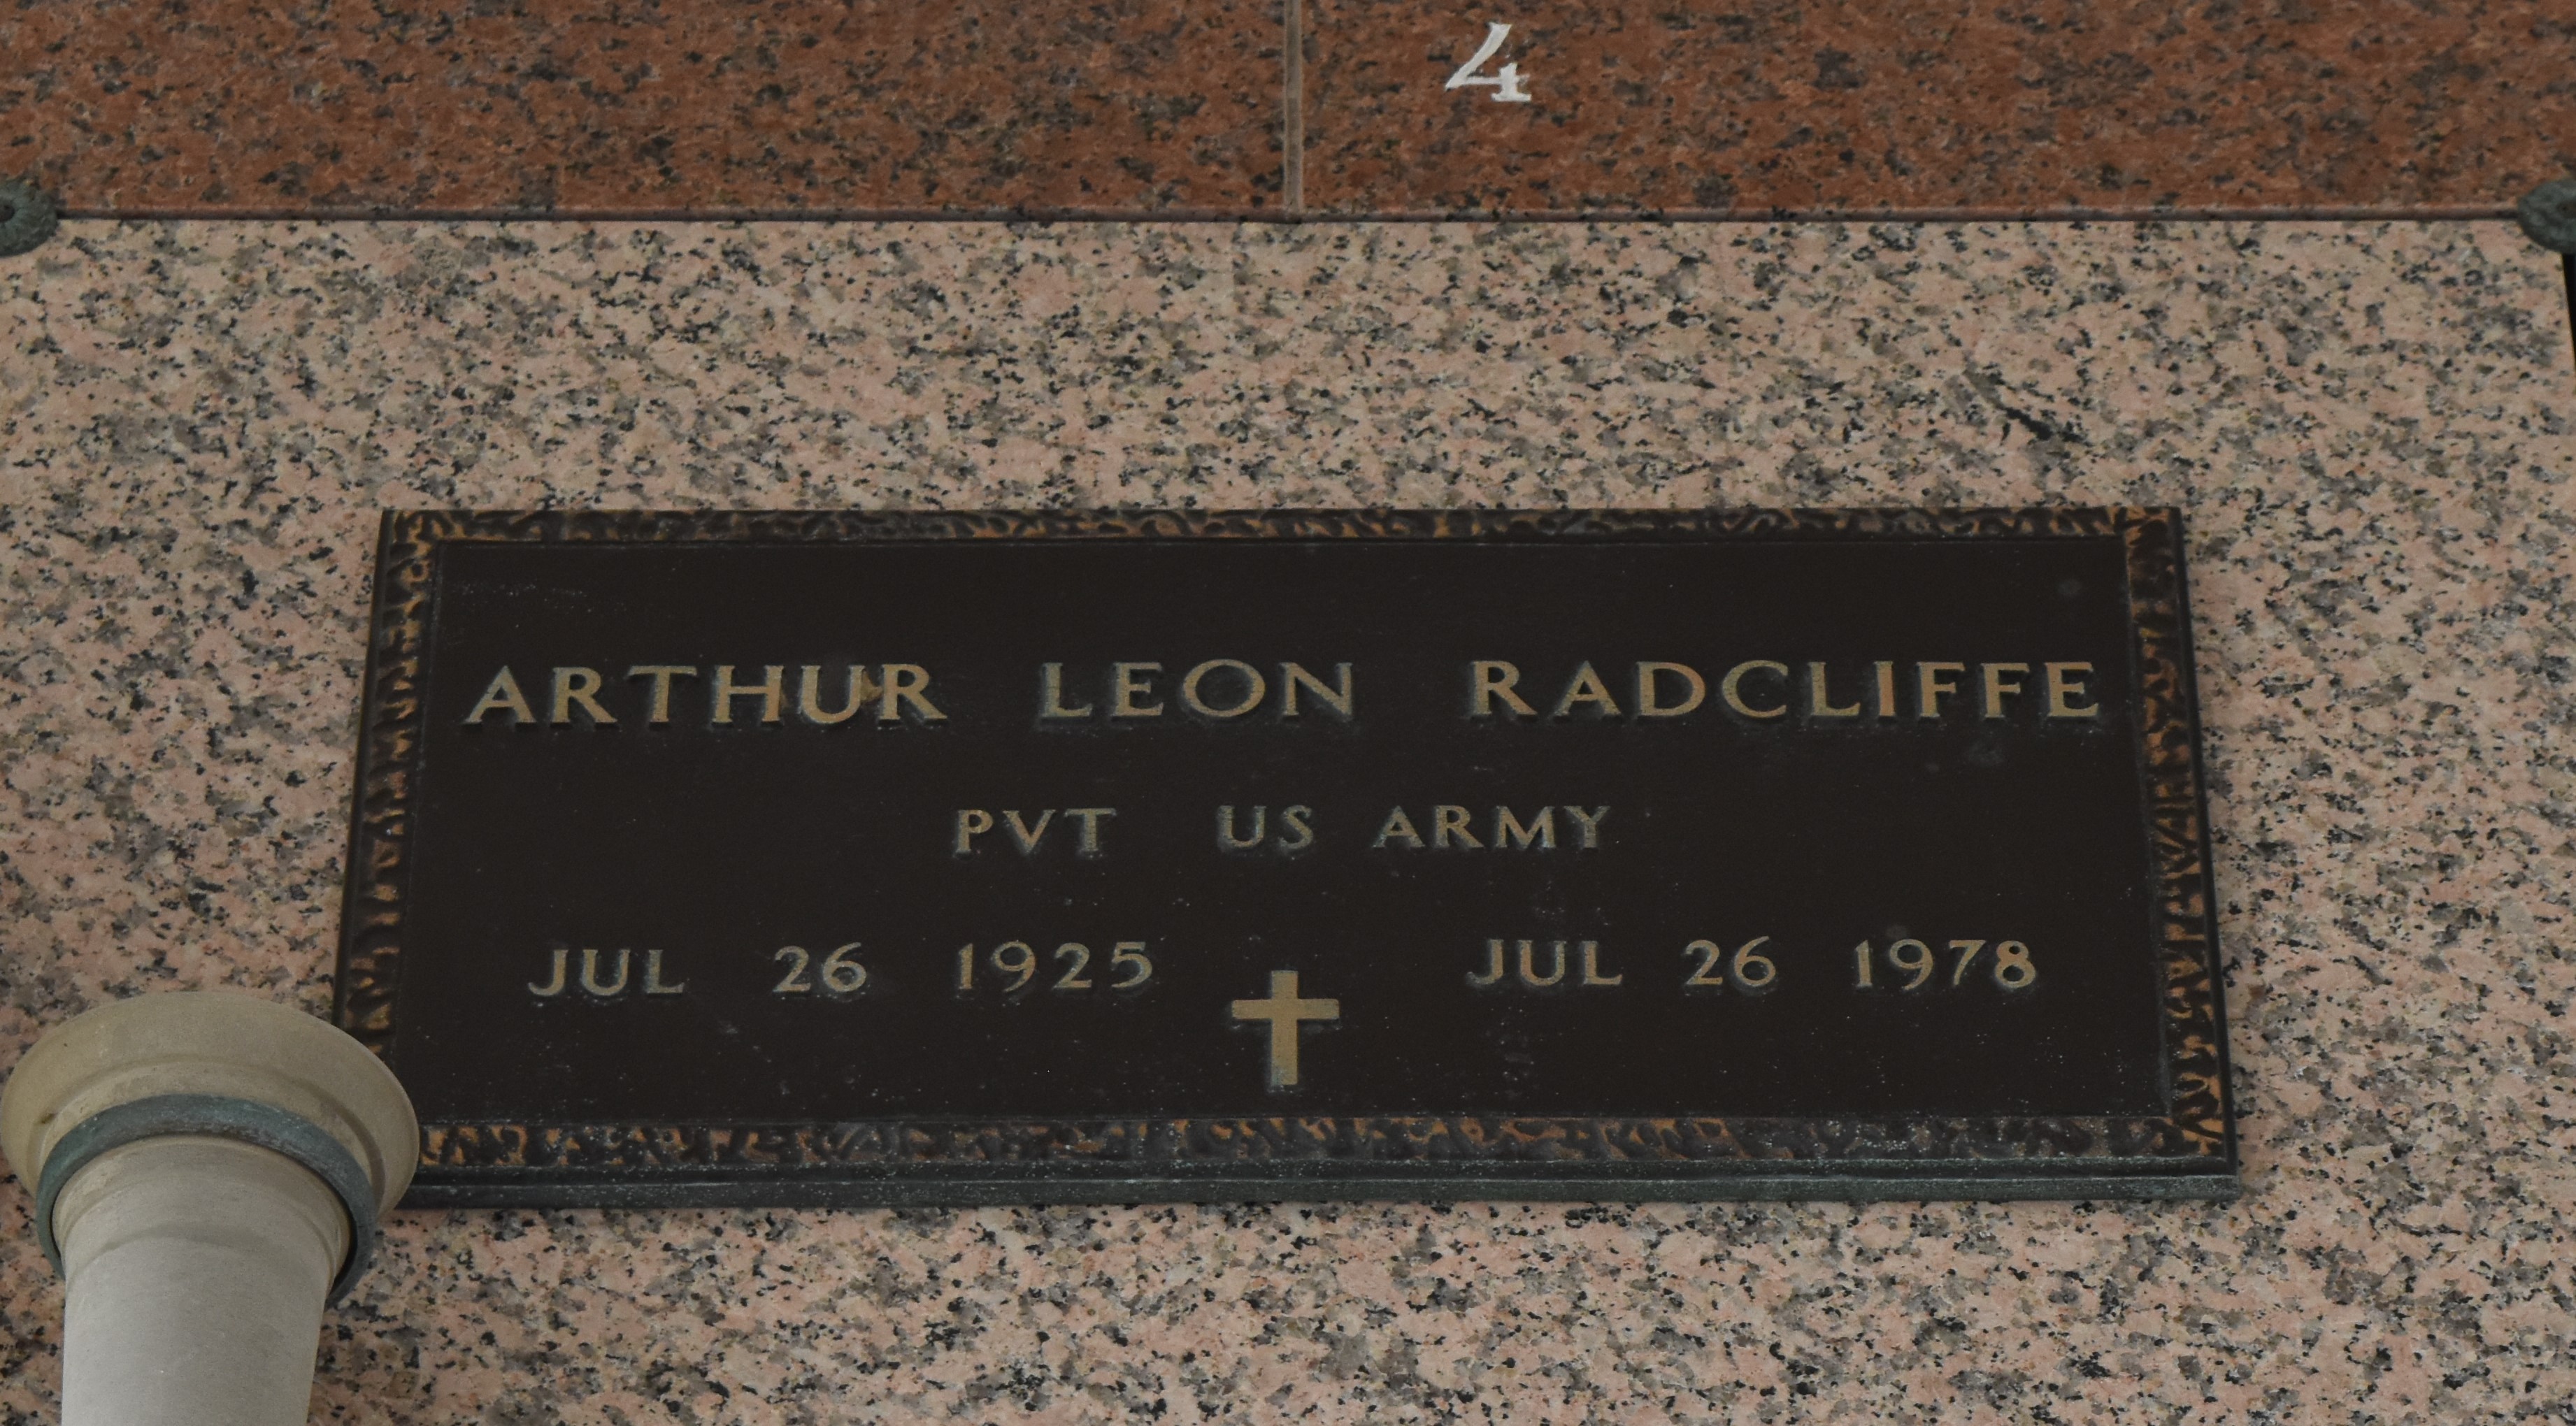 4
ARTHUR LEON RADCLIFFE
PVT US ARMY
JUL 26 1925 JUL 26 1978